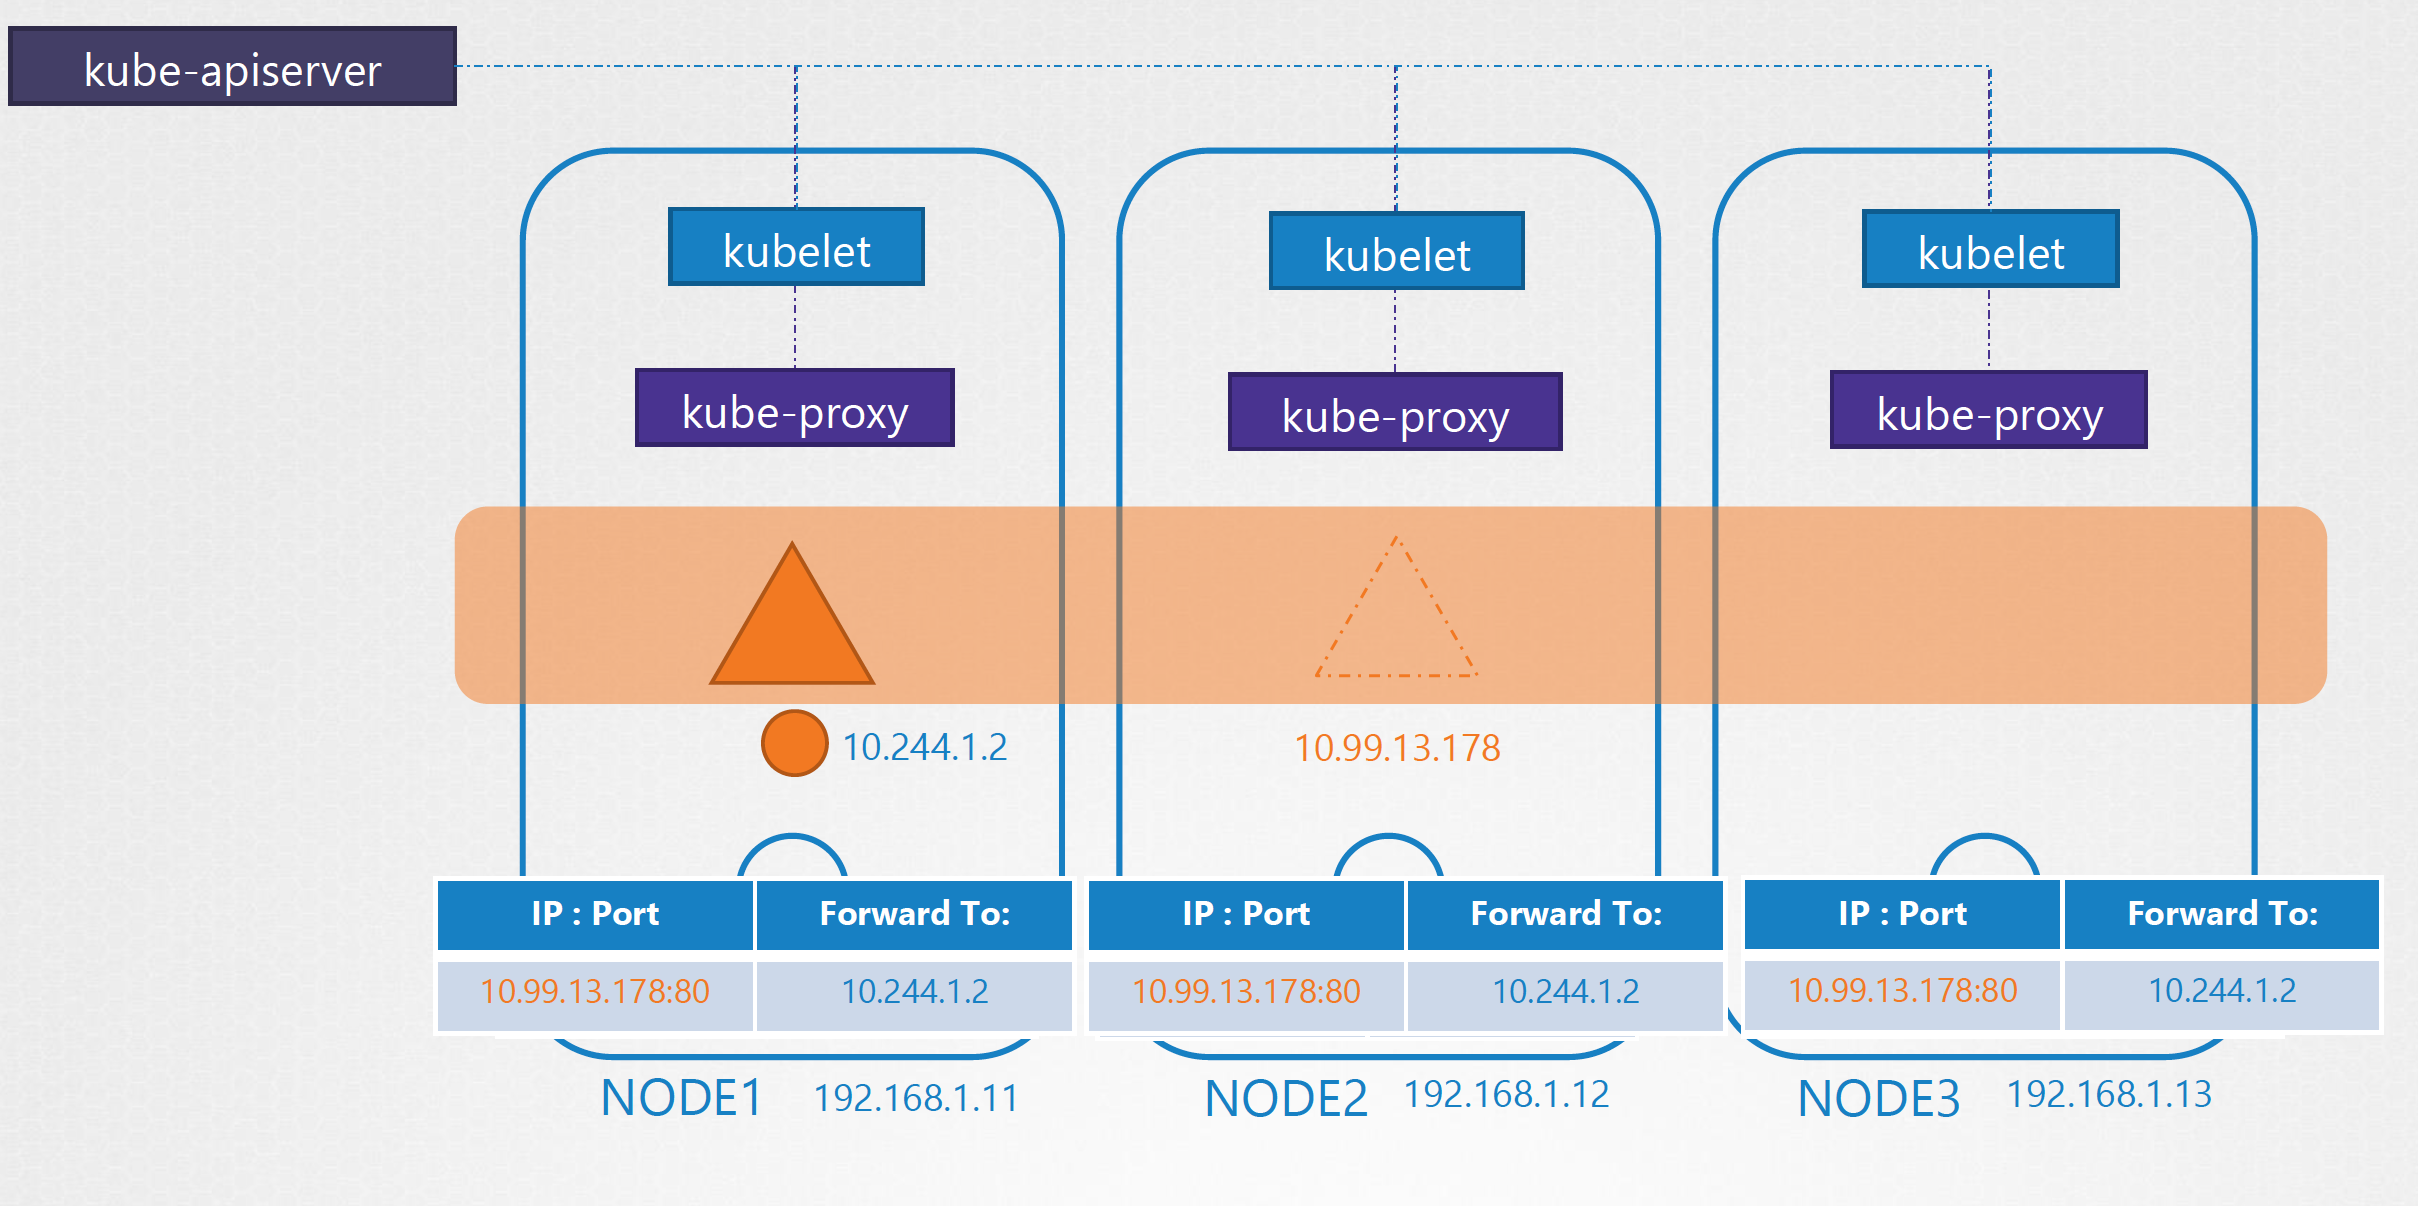 kube-apiserver
kubelet
kubelet
kubelet
kube-proxy
kube-proxy
kube-proxy
10.244.1.2
10.99.13.178
IP : Port Forward To:
10.99.13.178:80 10.244.1.2
IP : Port Forward To:
10.99.13.178:80 10.244.1.2
IP : Port Forward To:
10.99.13.178:80 10.244.1.2
NODE1 192.168.1.11
NODE2 192.168.1.12
NODE3 192.168.1.13